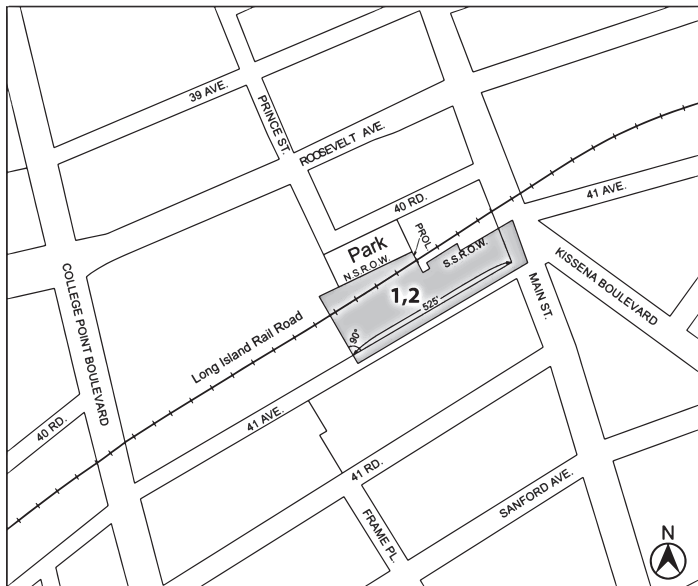 39 AVE.
PRINCE ST.
ROOSEVELT AVE.
41 AVE.
40 RD.
Park
PROL.
N.S.R.O.W.
S.S.R.O.W.
KISSENA BOULEVARD
COLLEGE POINT BOULEVARD
1,2
525'
MAIN ST.
90°
Long Island Rail Road
41 AVE.
40 RD.
41 RD.
SANFORD AVE.
FRAME PL.
N